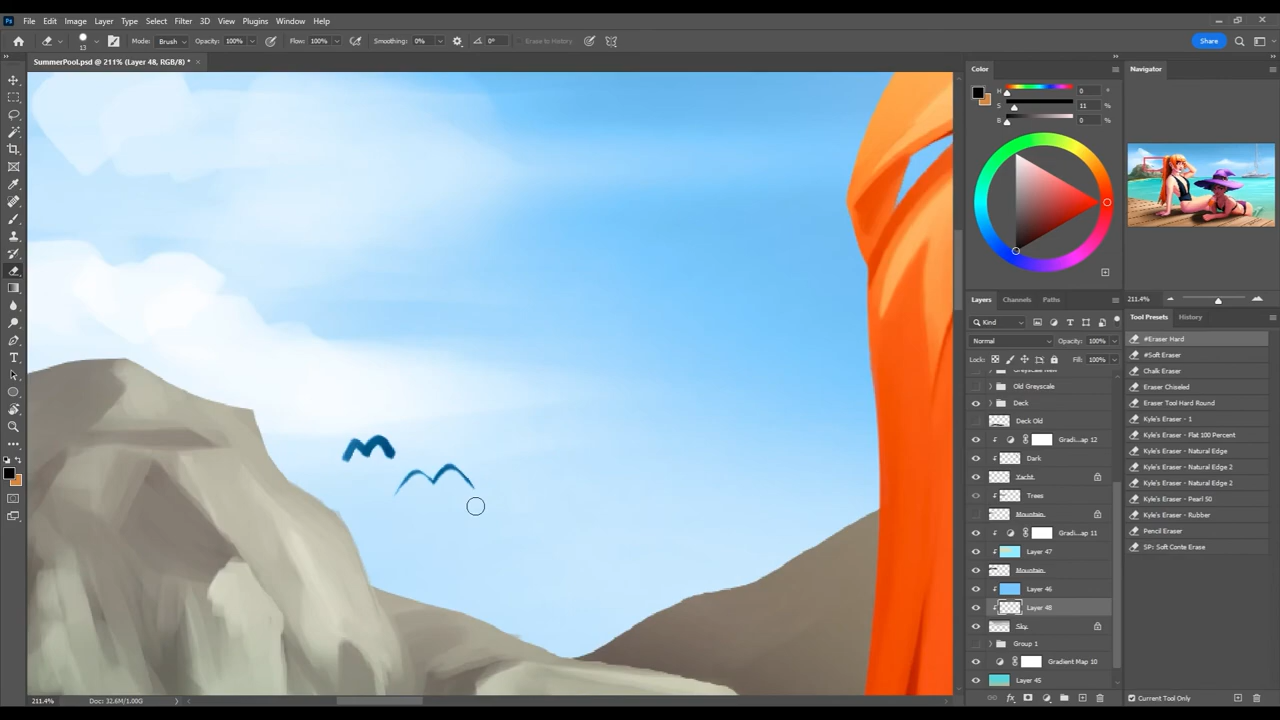 Ps File Edit Image Layer Type Select Filter 3D View Plugins Window Help
13 Mode: Brush Opacity: 100% Flow: 100% Smoothing: 0% 0° Erase to History Share
SummerPool.psd @ 211% (Layer 48, RGB/8) * ×
Color
H 0 °
S 11 %
B 0 %
Navigator
211.4%
Layers Channels Paths
Kind
Normal Opacity: 100%
Lock: Fill: 100%
Old Greyscale
Deck
Deck Old
Gradi...ap 12
Dark
Yacht
Trees
Mountain
Gradi...ap 11
Layer 47
Mountain
Layer 46
Layer 48
Sky
Group 1
Gradient Map 10
Layer 45
Tool Presets History
#Eraser Hard
#Soft Eraser
Chalk Eraser
Eraser Chiseled
Eraser Tool Hard Round
Kyle's Eraser - 1
Kyle's Eraser - Flat 100 Percent
Kyle's Eraser - Natural Edge
Kyle's Eraser - Natural Edge 2
Kyle's Eraser - Natural Edge 2
Kyle's Eraser - Pearl 50
Kyle's Eraser - Rubber
Pencil Eraser
SP: Soft Conte Erase
Current Tool Only
211.4% Doc: 32.6M/1.00G